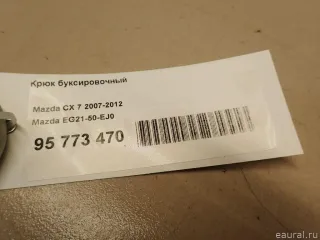 Крюк буксировочный
Mazda CX 7 2007-2012
Mazda EG21-50-EJ0
95 773 470
eaural.ru